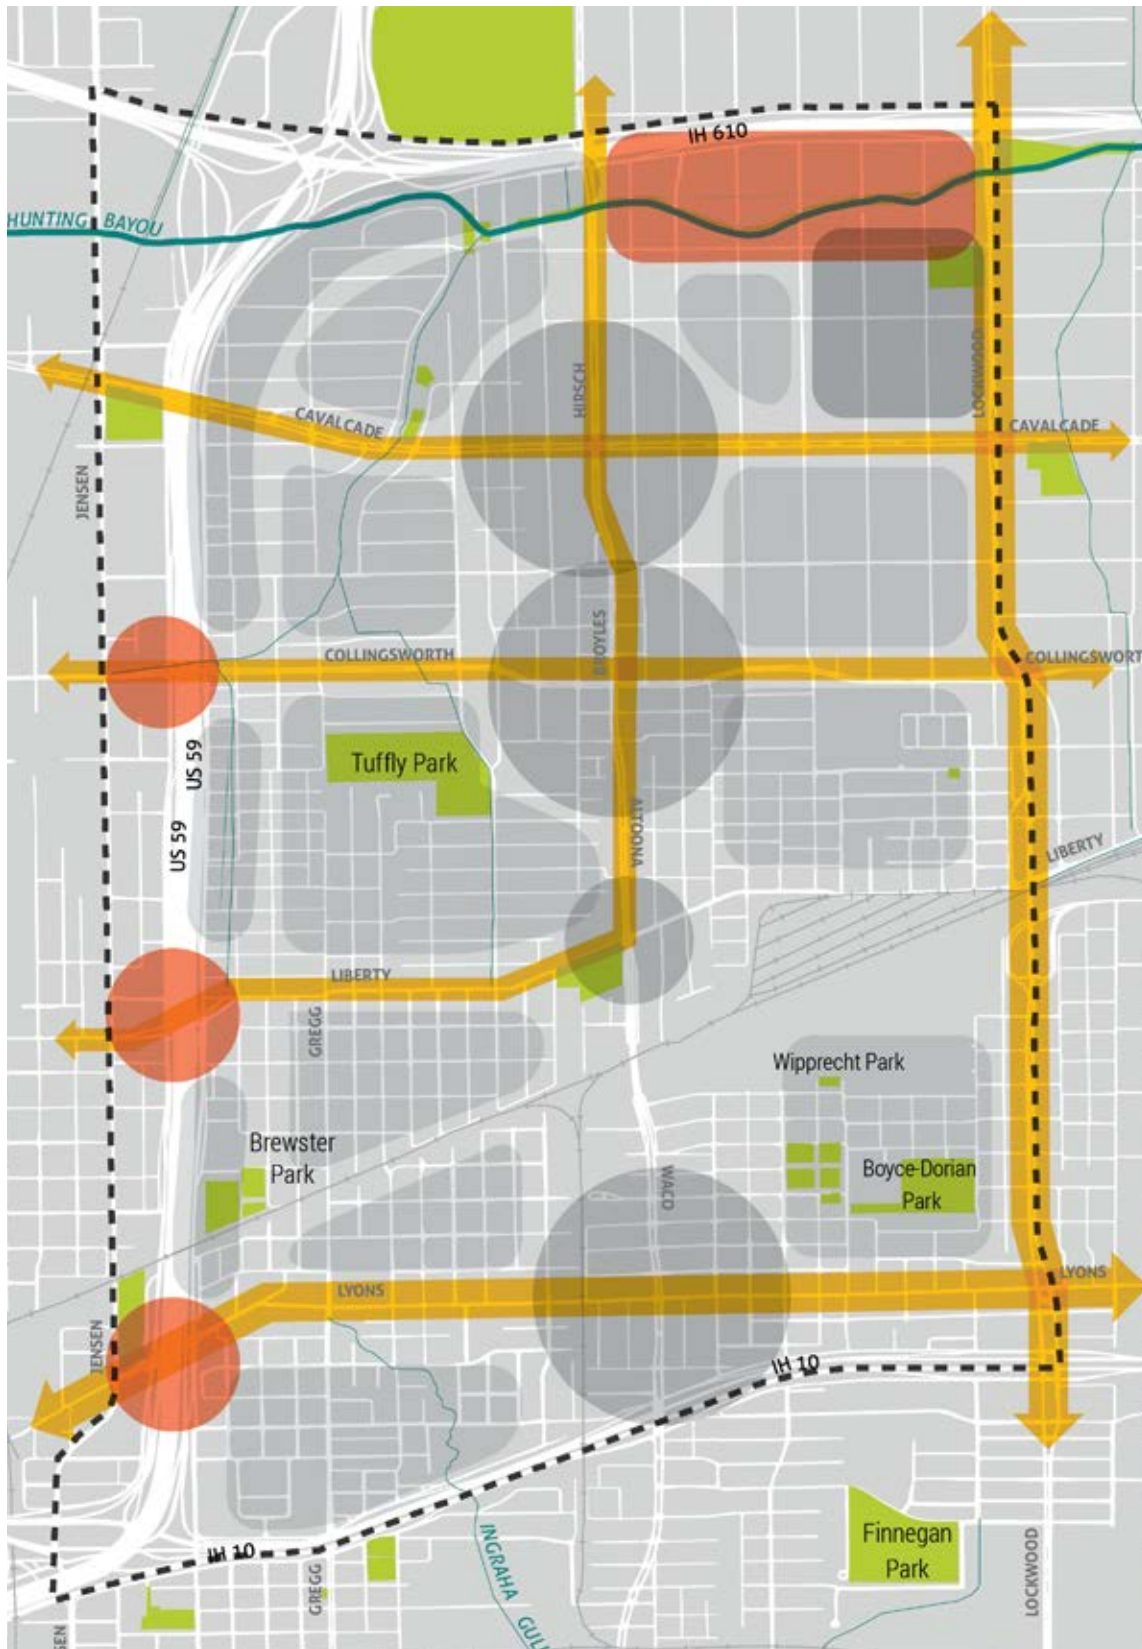 IH 610
HUNTING BAYOU
HIRSCH
LOCKWOOD
CAVALCADE
CAVALCADE
JENSEN
BROYLES
COLLINGSWORTH
COLLINGSWORT
US 59
Tuffly Park
US 59
ALTOONA
LIBERTY
LIBERTY
GREGG
Wipprecht Park
Brewster
Park
Boyce-Dorian
Park
WACO
LYONS
LYONS
JENSEN
IH 10
IH 10
Finnegan
Park
INGRAHA GUL
GREGG
LOCKWOOD
SEN